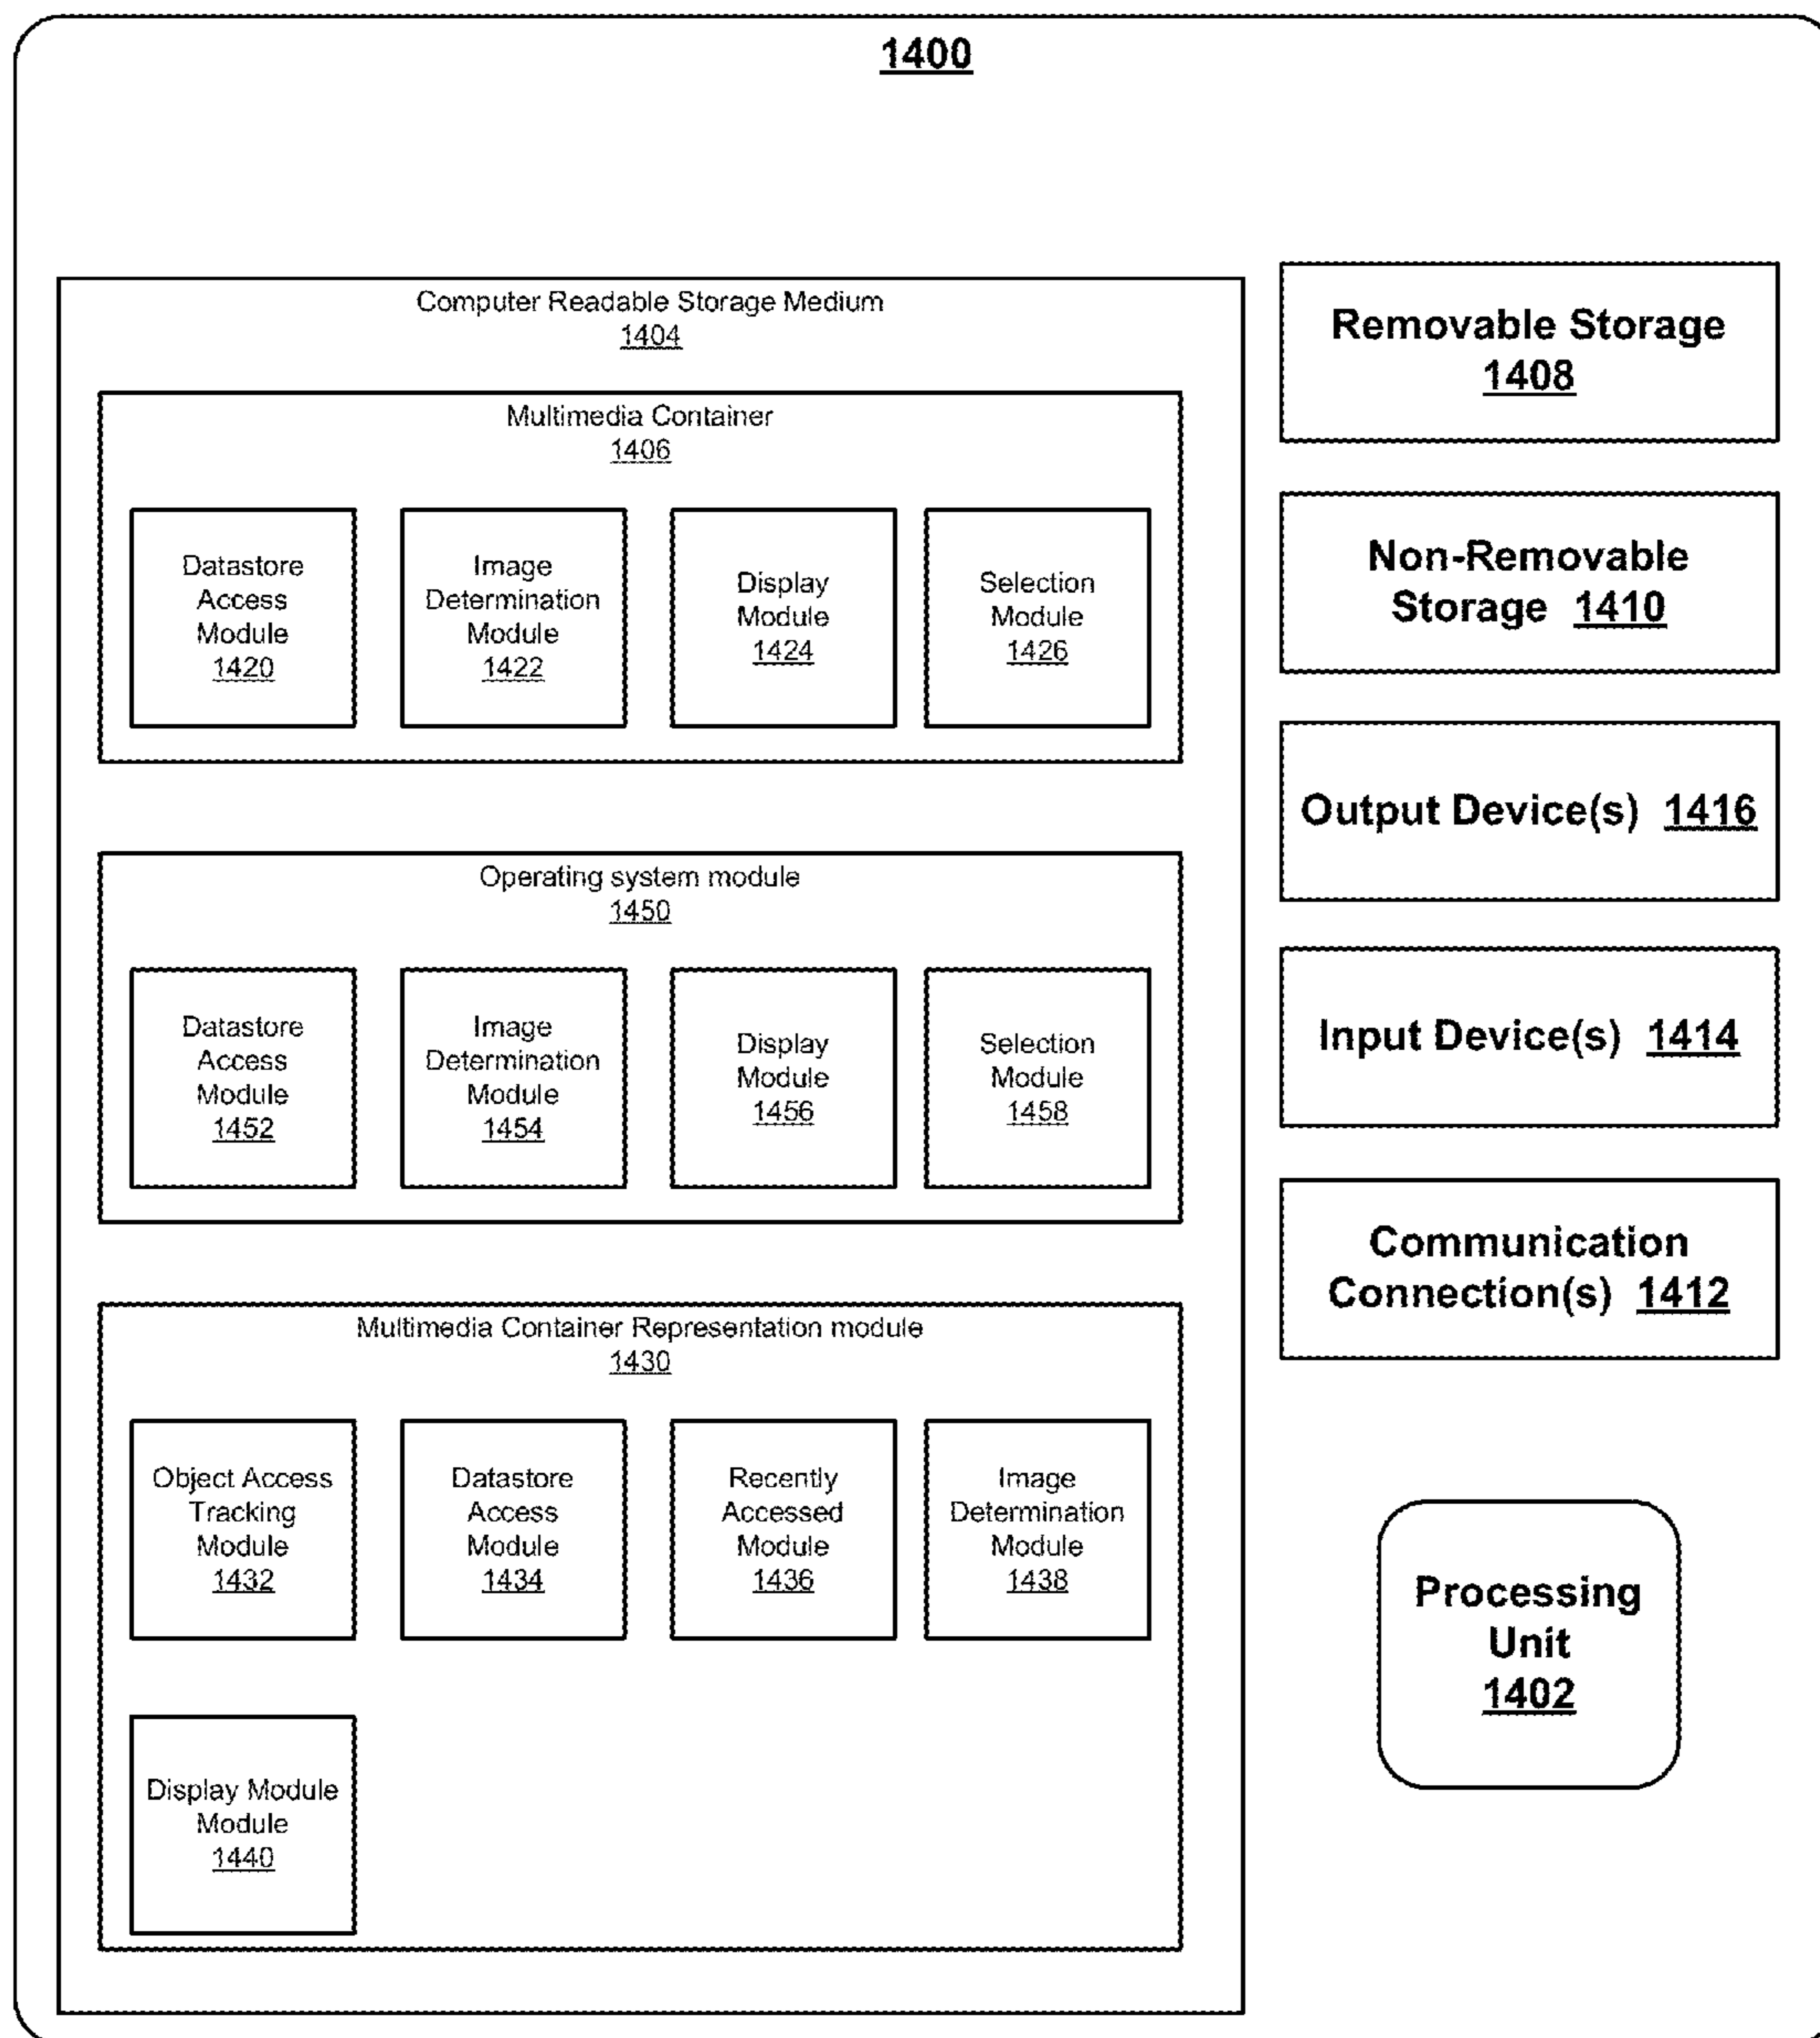 1400
Computer Readable Storage Medium
1404
Multimedia Container
1406
Datastore
Access
Module
1420
Image
Determination
Module
1422
Display
Module
1424
Selection
Module
1426
Operating system module
1450
Datastore
Access
Module
1452
Image
Determination
Module
1454
Display
Module
1456
Selection
Module
1458
Multimedia Container Representation module
1430
Object Access
Tracking
Module
1432
Datastore
Access
Module
1434
Recently
Accessed
Module
1436
Image
Determination
Module
1438
Display Module
Module
1440
Removable Storage
1408
Non-Removable
Storage 1410
Output Device(s) 1416
Input Device(s) 1414
Communication
Connection(s) 1412
Processing
Unit
1402